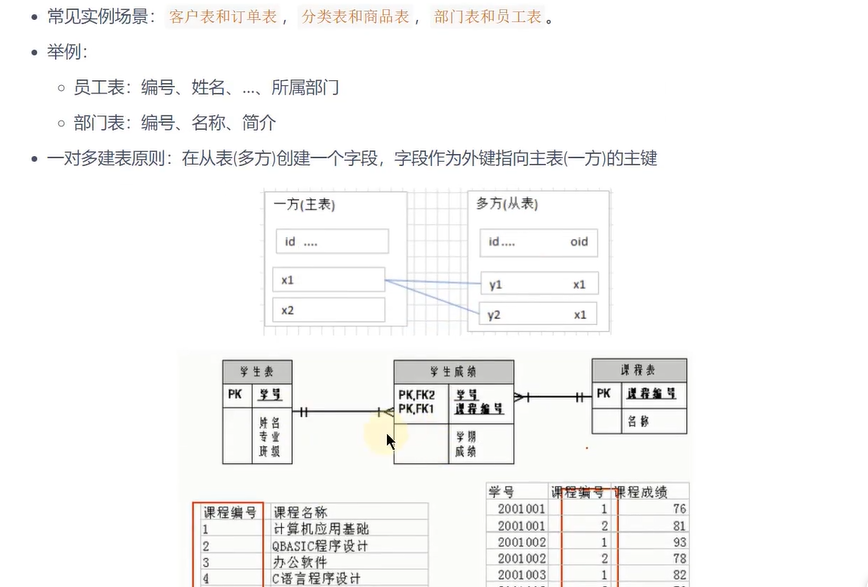 常见实例场景：客户表和订单表，分类表和商品表，部门表和员工表。
举例：
员工表：编号、姓名、...、所属部门
部门表：编号、名称、简介
一对多建表原则：在从表(多方)创建一个字段，字段作为外键指向主表(一方)的主键
一方(主表)
id ....
x1
x2
多方(从表)
id.... oid
y1 x1
y2 x1
学生表
PK 学号
姓名
专业
班级
学生成绩
PK,FK2 学号
PK,FK1 课程编号
学期
成绩
课程表
PK 课程编号
名称
课程编号 课程名称
1 计算机应用基础
2 QBASIC程序设计
3 办公软件
4 C语言程序设计
学号 课程编号 课程成绩
2001001 1 76
2001001 2 81
2001002 1 93
2001002 2 78
2001003 1 82